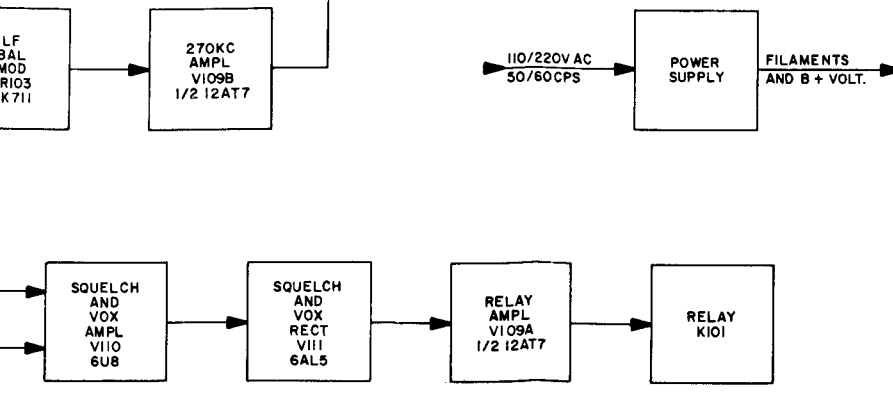 LF
BAL
MOD
R103
K711
270KC
AMPL
V109B
1/2 12AT7
110/220V AC
50/60CPS
POWER
SUPPLY
FILAMENTS
AND B + VOLT.
SQUELCH
AND
VOX
AMPL
V110
6U8
SQUELCH
AND
VOX
RECT
V111
6AL5
RELAY
AMPL
V109A
1/2 12AT7
RELAY
K101